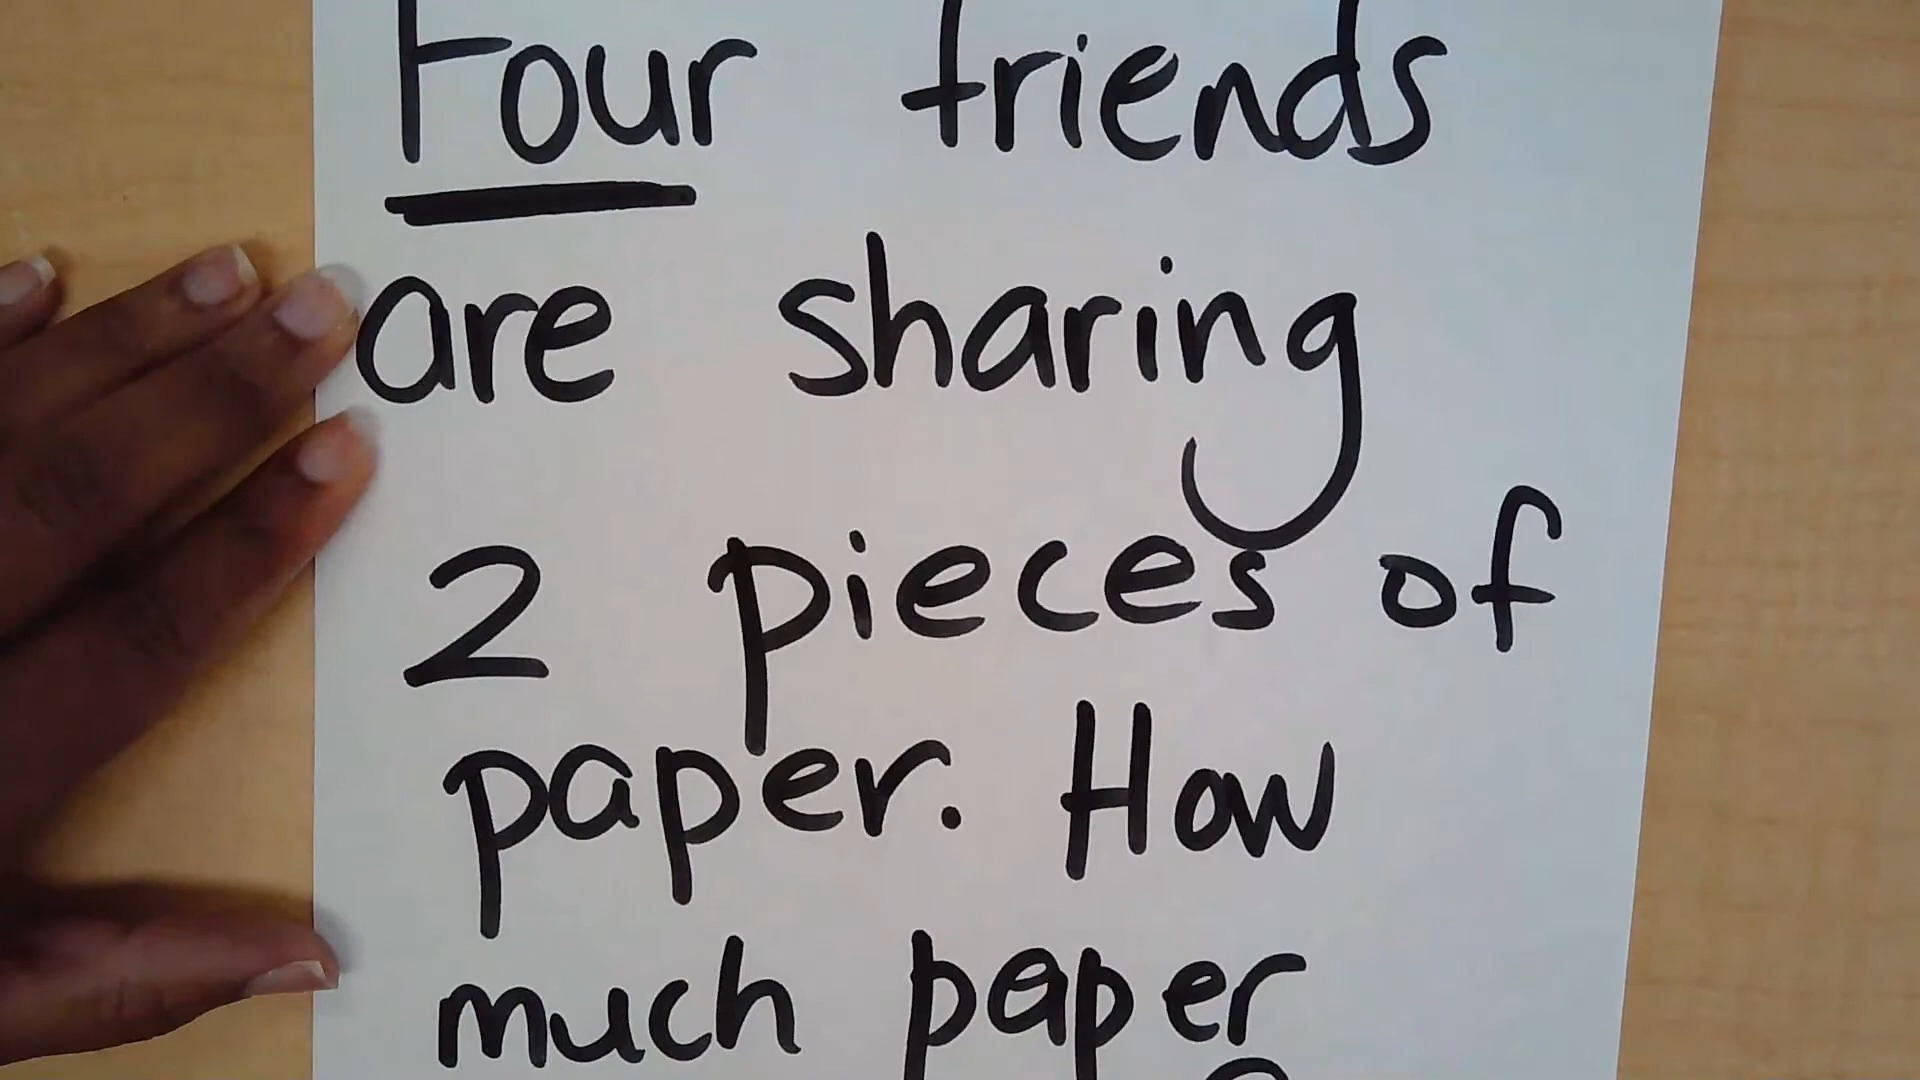 Four friends
are sharing
2 pieces of
paper. How
much paper